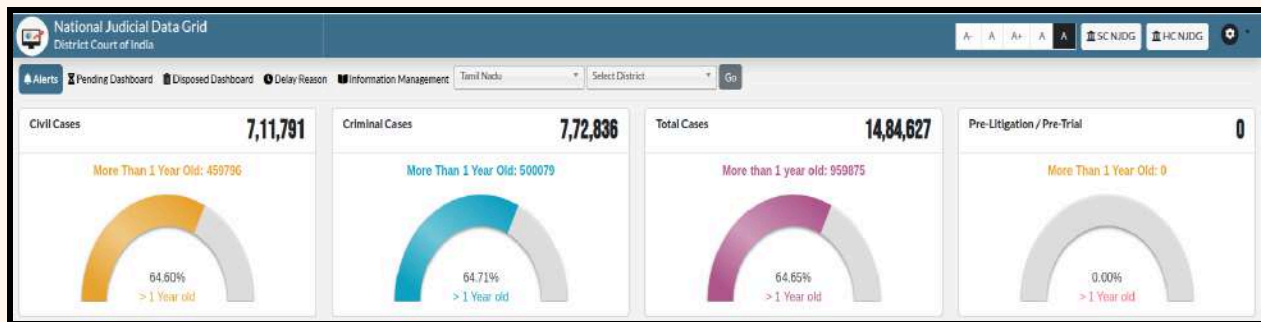 National Judicial Data Grid
District Court of India
A- A A+ A A SC NJDG HC NJDG
Alerts Pending Dashboard Disposed Dashboard Delay Reason Information Management Tamil Nadu Select District Go
Civil Cases 7,11,791
More Than 1 Year Old: 459796
64.60%
> 1 Year old
Criminal Cases 7,72,836
More Than 1 Year Old: 500079
64.71%
> 1 Year old
Total Cases 14,84,627
More than 1 year old: 959875
64.65%
> 1 Year old
Pre-Litigation / Pre-Trial 0
More Than 1 Year Old: 0
0.00%
> 1 Year old